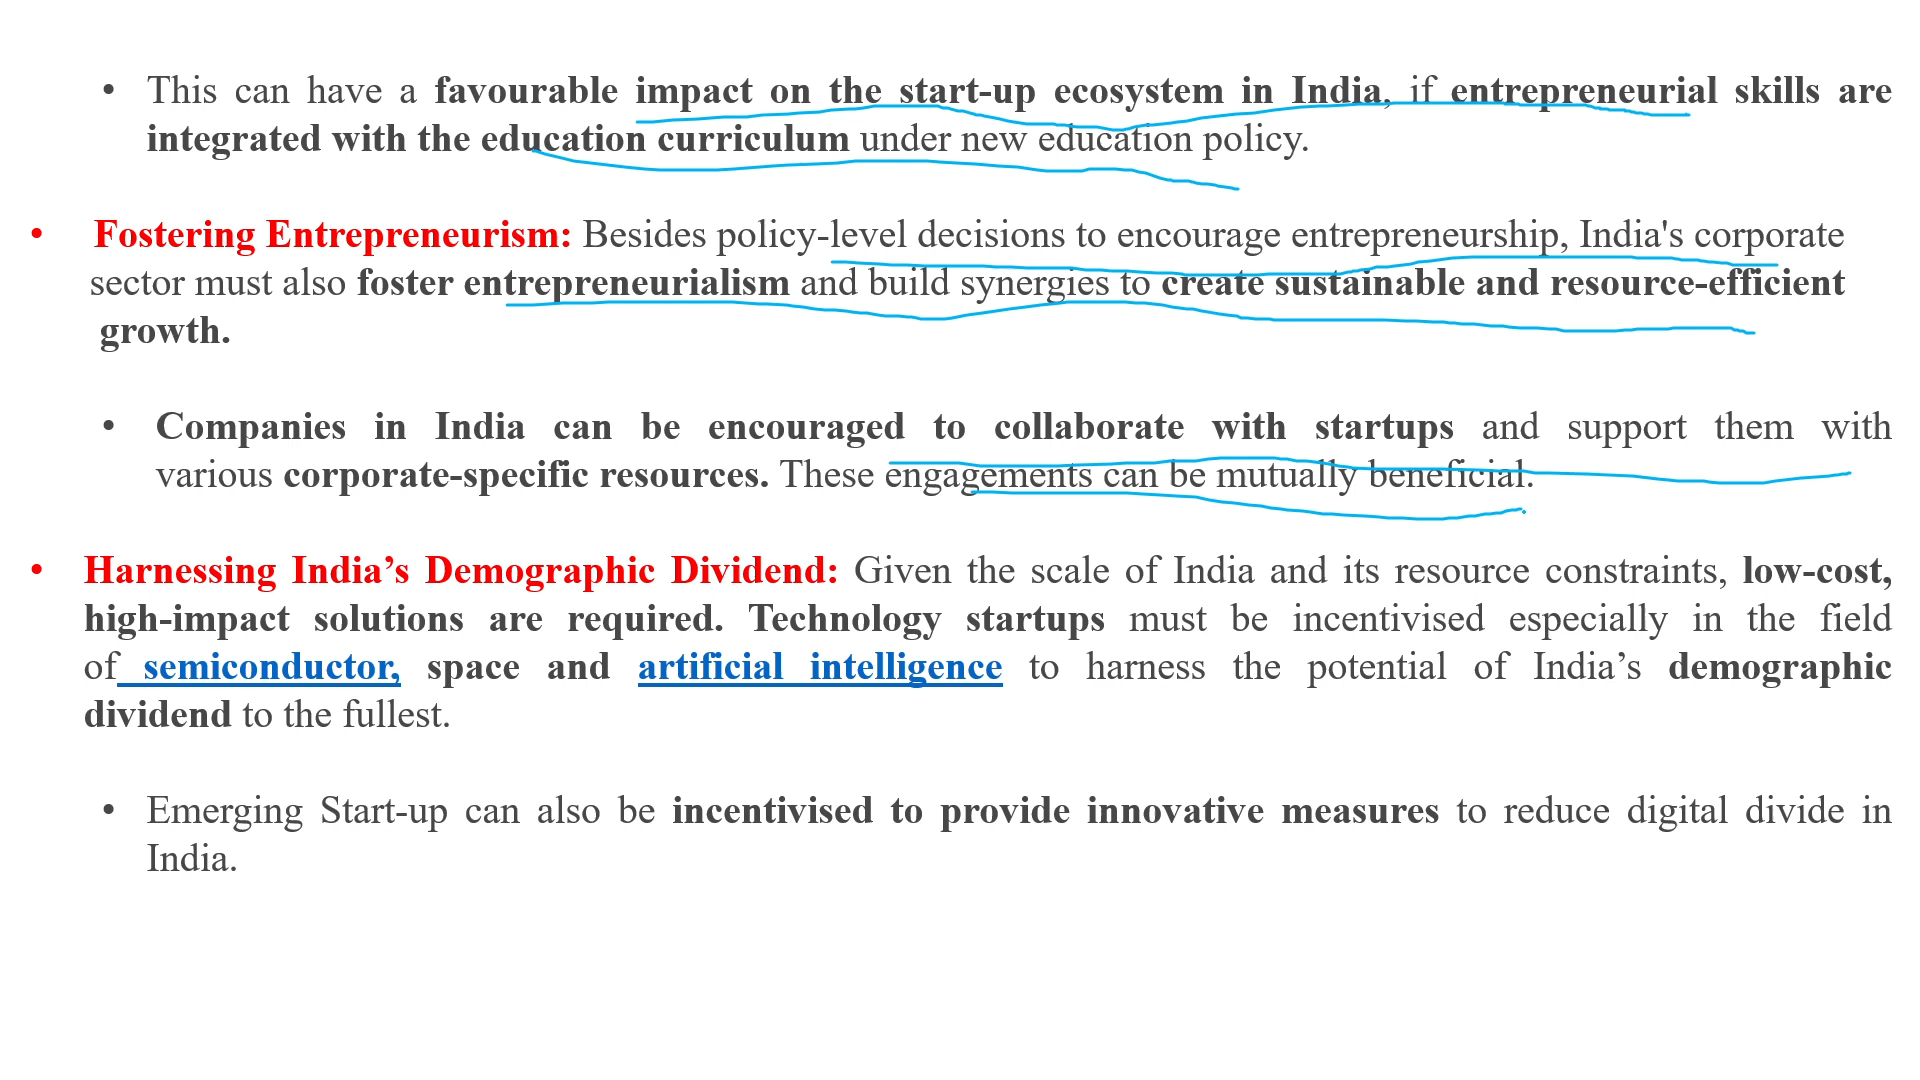 • This can have a favourable impact on the start-up ecosystem in India, if entrepreneurial skills are
integrated with the education curriculum under new education policy.
• Fostering Entrepreneurism: Besides policy-level decisions to encourage entrepreneurship, India's corporate
sector must also foster entrepreneurialism and build synergies to create sustainable and resource-efficient
growth.
• Companies in India can be encouraged to collaborate with startups and support them with
various corporate-specific resources. These engagements can be mutually beneficial.
• Harnessing India’s Demographic Dividend: Given the scale of India and its resource constraints, low-cost,
high-impact solutions are required. Technology startups must be incentivised especially in the field
of semiconductor, space and artificial intelligence to harness the potential of India’s demographic
dividend to the fullest.
• Emerging Start-up can also be incentivised to provide innovative measures to reduce digital divide in
India.